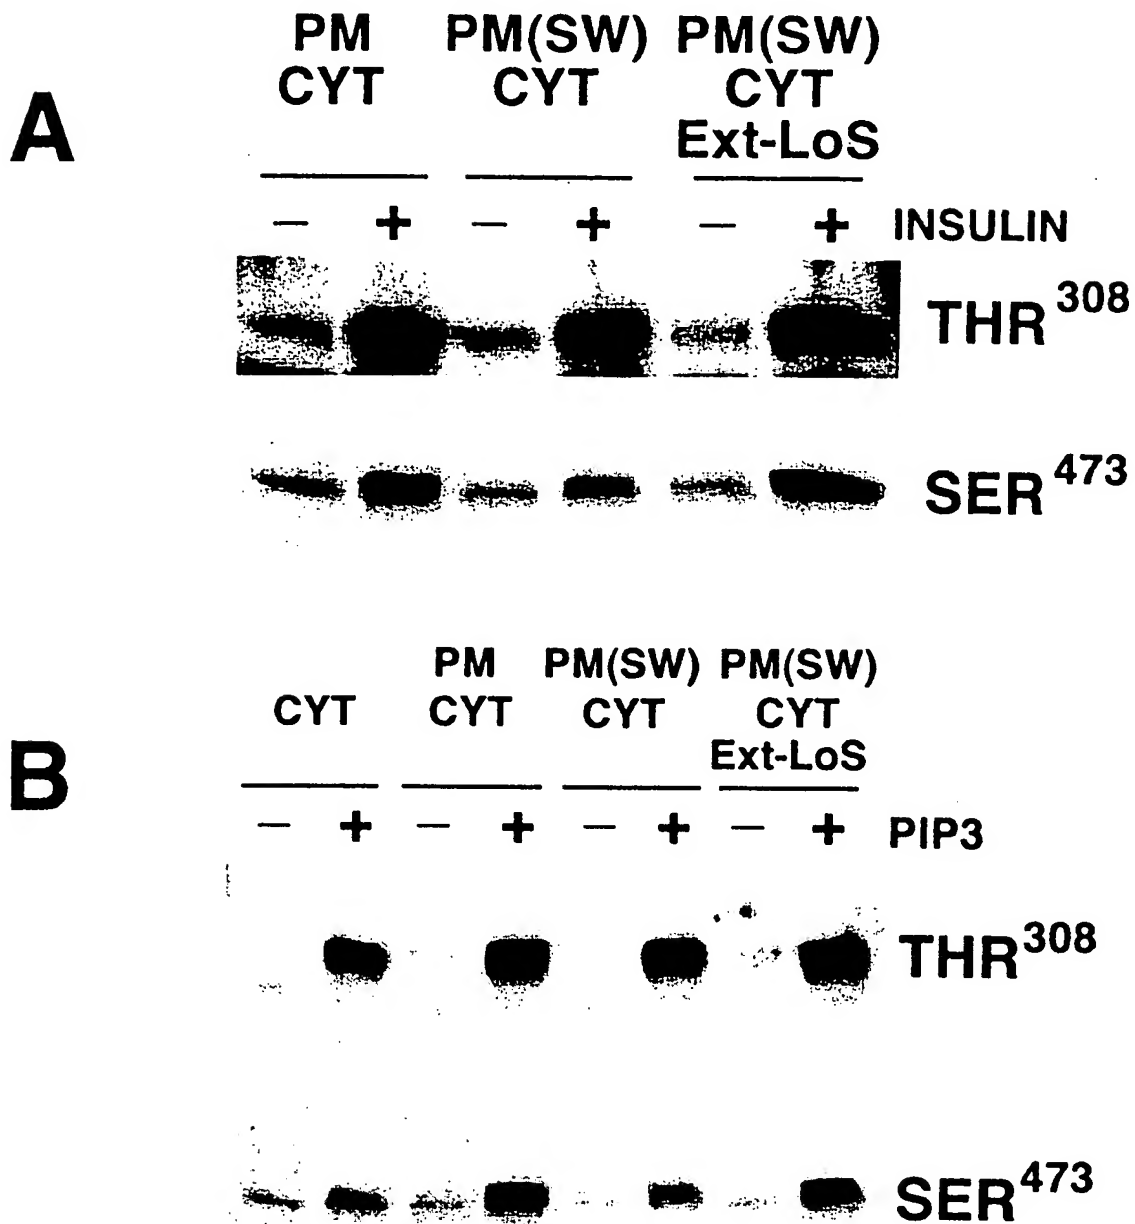 A
PM PM(SW) PM(SW)
CYT CYT CYT
Ext-LoS
− + − + − + INSULIN
THR308
SER473
B
PM PM(SW) PM(SW)
CYT CYT CYT CYT
Ext-LoS
− + − + − + − + PIP3
THR308
SER473